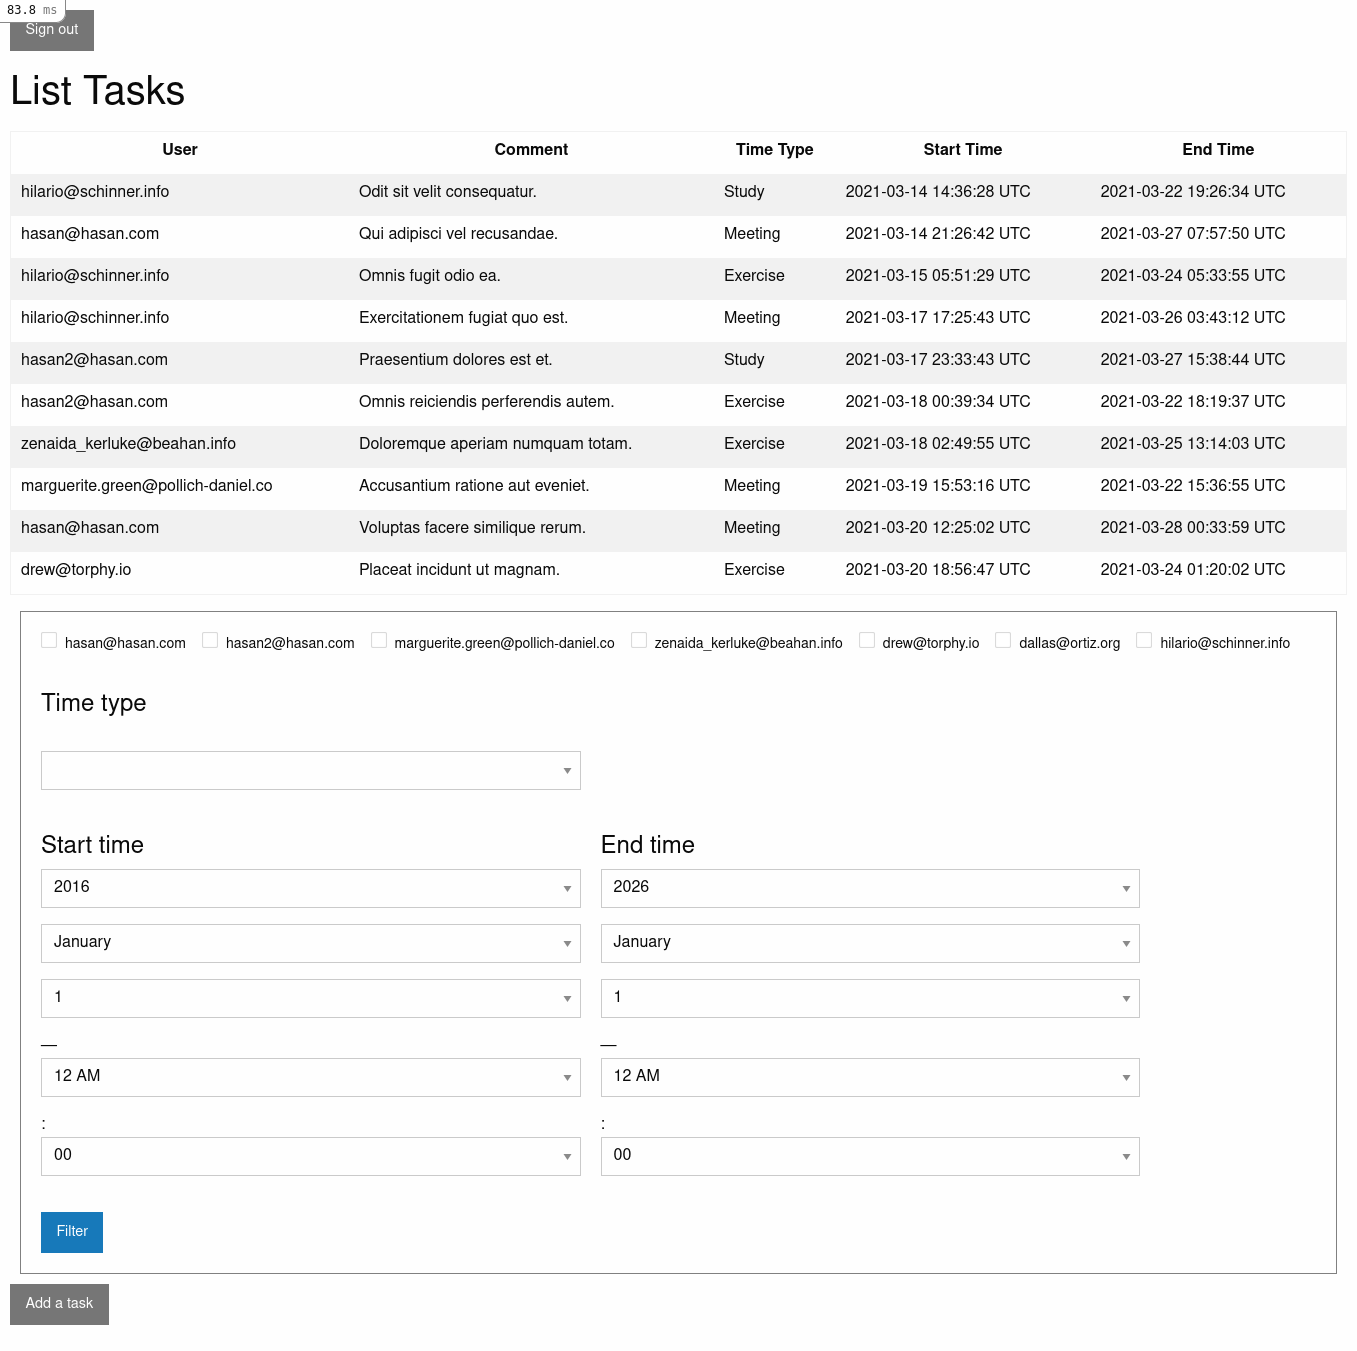 83.8 ms
Sign out
List Tasks
User Comment Time Type Start Time End Time
hilario@schinner.info Odit sit velit consequatur. Study 2021-03-14 14:36:28 UTC 2021-03-22 19:26:34 UTC
hasan@hasan.com Qui adipisci vel recusandae. Meeting 2021-03-14 21:26:42 UTC 2021-03-27 07:57:50 UTC
hilario@schinner.info Omnis fugit odio ea. Exercise 2021-03-15 05:51:29 UTC 2021-03-24 05:33:55 UTC
hilario@schinner.info Exercitationem fugiat quo est. Meeting 2021-03-17 17:25:43 UTC 2021-03-26 03:43:12 UTC
hasan2@hasan.com Praesentium dolores est et. Study 2021-03-17 23:33:43 UTC 2021-03-27 15:38:44 UTC
hasan2@hasan.com Omnis reiciendis perferendis autem. Exercise 2021-03-18 00:39:34 UTC 2021-03-22 18:19:37 UTC
zenaida_kerluke@beahan.info Doloremque aperiam numquam totam. Exercise 2021-03-18 02:49:55 UTC 2021-03-25 13:14:03 UTC
marguerite.green@pollich-daniel.co Accusantium ratione aut eveniet. Meeting 2021-03-19 15:53:16 UTC 2021-03-22 15:36:55 UTC
hasan@hasan.com Voluptas facere similique rerum. Meeting 2021-03-20 12:25:02 UTC 2021-03-28 00:33:59 UTC
drew@torphy.io Placeat incidunt ut magnam. Exercise 2021-03-20 18:56:47 UTC 2021-03-24 01:20:02 UTC
hasan@hasan.com hasan2@hasan.com marguerite.green@pollich-daniel.co zenaida_kerluke@beahan.info drew@torphy.io dallas@ortiz.org hilario@schinner.info
Time type
Start time End time
2016 2026
January January
1 1
— —
12 AM 12 AM
: :
00 00
Filter
Add a task